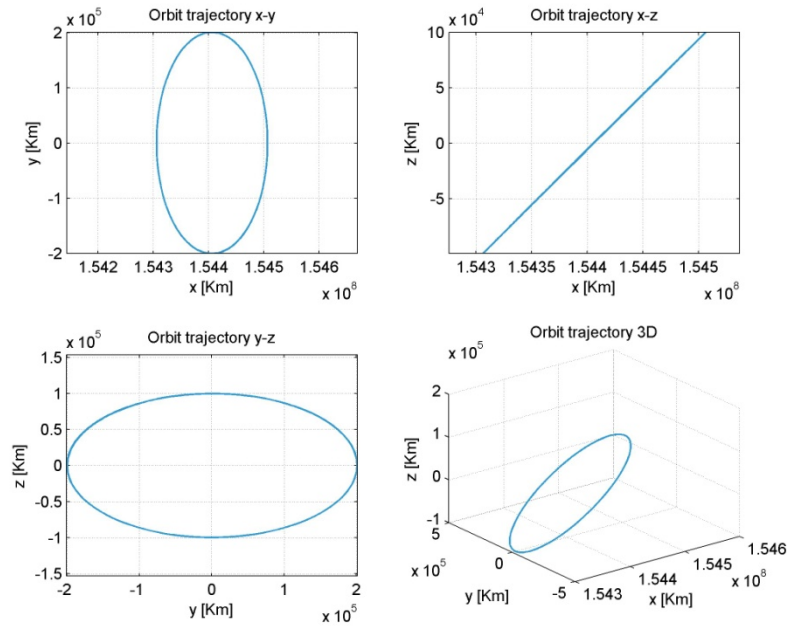 Orbit trajectory x-y
x 10^5
2
1
0
-1
-2
y [Km]
1.542 1.543 1.544 1.545 1.546
x [Km]
x 10^8
Orbit trajectory x-z
x 10^4
10
5
0
-5
z [Km]
1.543 1.5435 1.544 1.5445 1.545
x [Km]
x 10^8
Orbit trajectory y-z
x 10^5
1.5
1
0.5
0
-0.5
-1
-1.5
z [Km]
-2 -1 0 1 2
y [Km]
x 10^5
Orbit trajectory 3D
x 10^5
2
1
0
-1
z [Km]
5
0
-5
x 10^5
y [Km]
1.543
1.544
1.545
1.546
x 10^8
x [Km]